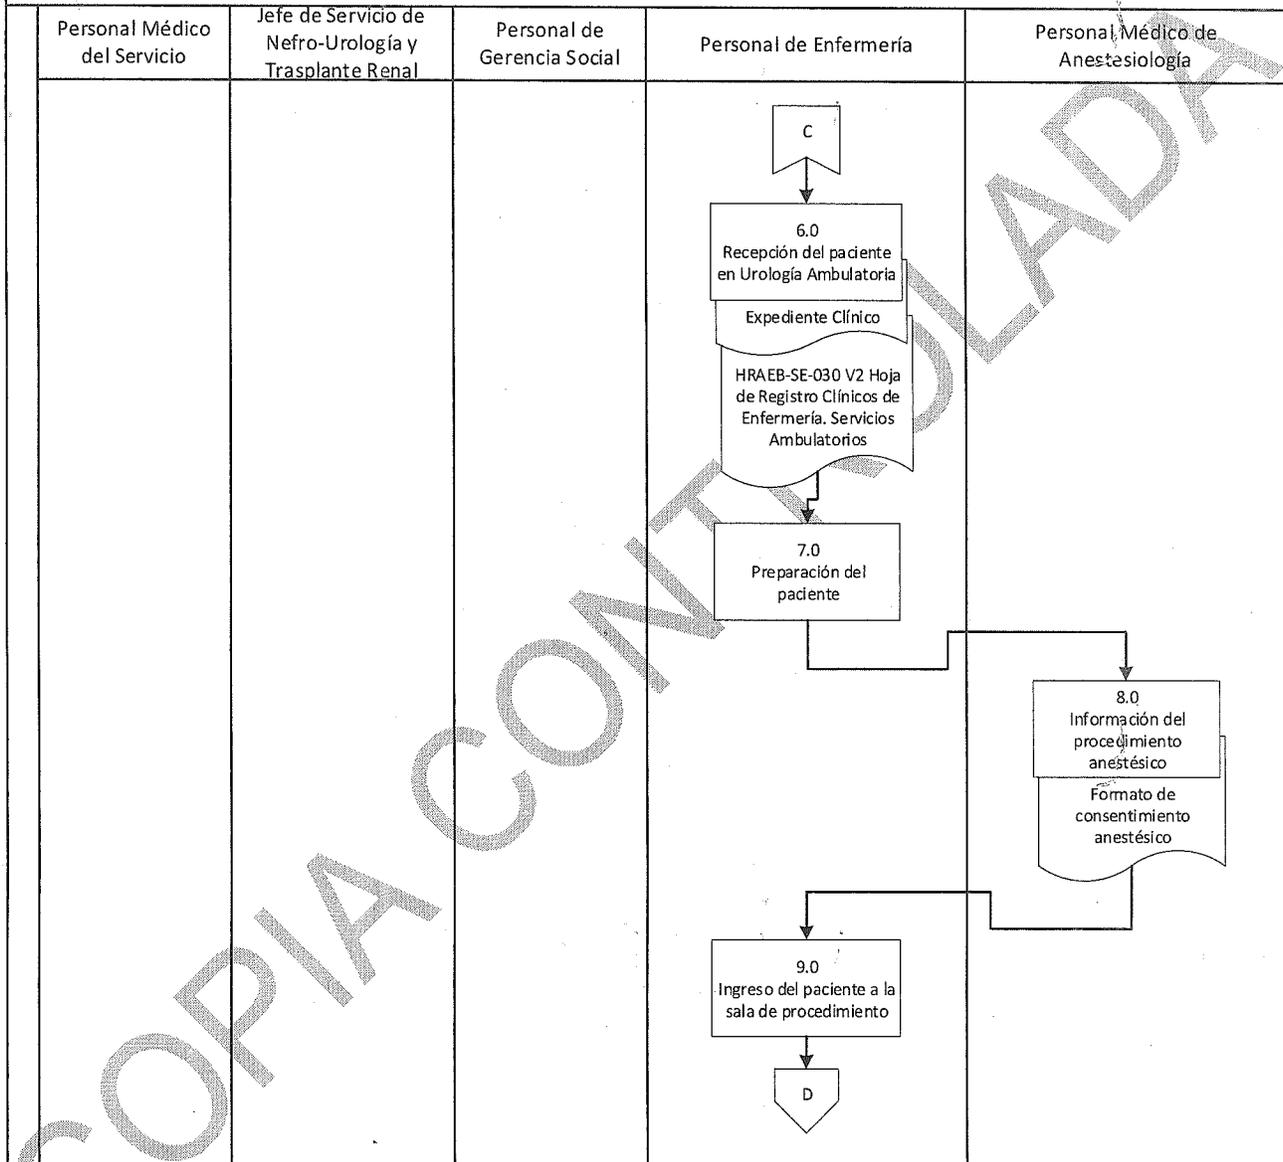 Personal Médico
del Servicio
Jefe de Servicio de
Nefro-Urología y
Trasplante Renal
Personal de
Gerencia Social
Personal de Enfermería
Personal Médico de
Anestesiología
C
6.0
Recepción del paciente
en Urología Ambulatoria
Expediente Clínico
HRAEB-SE-030 V2 Hoja
de Registro Clínicos de
Enfermería. Servicios
Ambulatorios
7.0
Preparación del
paciente
8.0
Información del
procedimiento
anestésico
Formato de
consentimiento
anestésico
9.0
Ingreso del paciente a la
sala de procedimiento
D
COPIA CONTROLADA